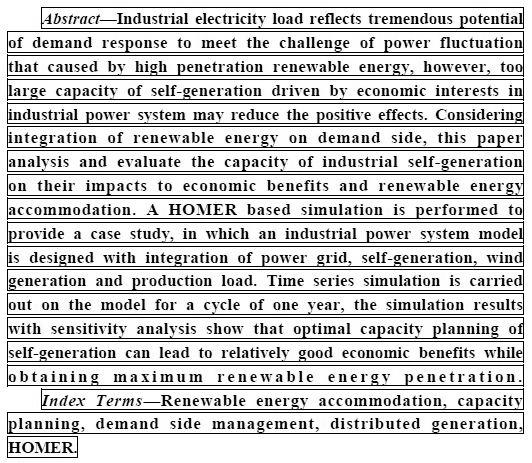 Abstract—Industrial electricity load reflects tremendous potential
of demand response to meet the challenge of power fluctuation
that caused by high penetration renewable energy, however, too
large capacity of self-generation driven by economic interests in
industrial power system may reduce the positive effects. Considering
integration of renewable energy on demand side, this paper
analysis and evaluate the capacity of industrial self-generation
on their impacts to economic benefits and renewable energy
accommodation. A HOMER based simulation is performed to
provide a case study, in which an industrial power system model
is designed with integration of power grid, self-generation, wind
generation and production load. Time series simulation is carried
out on the model for a cycle of one year, the simulation results
with sensitivity analysis show that optimal capacity planning of
self-generation can lead to relatively good economic benefits while
obtaining maximum renewable energy penetration.
Index Terms—Renewable energy accommodation, capacity
planning, demand side management, distributed generation,
HOMER.